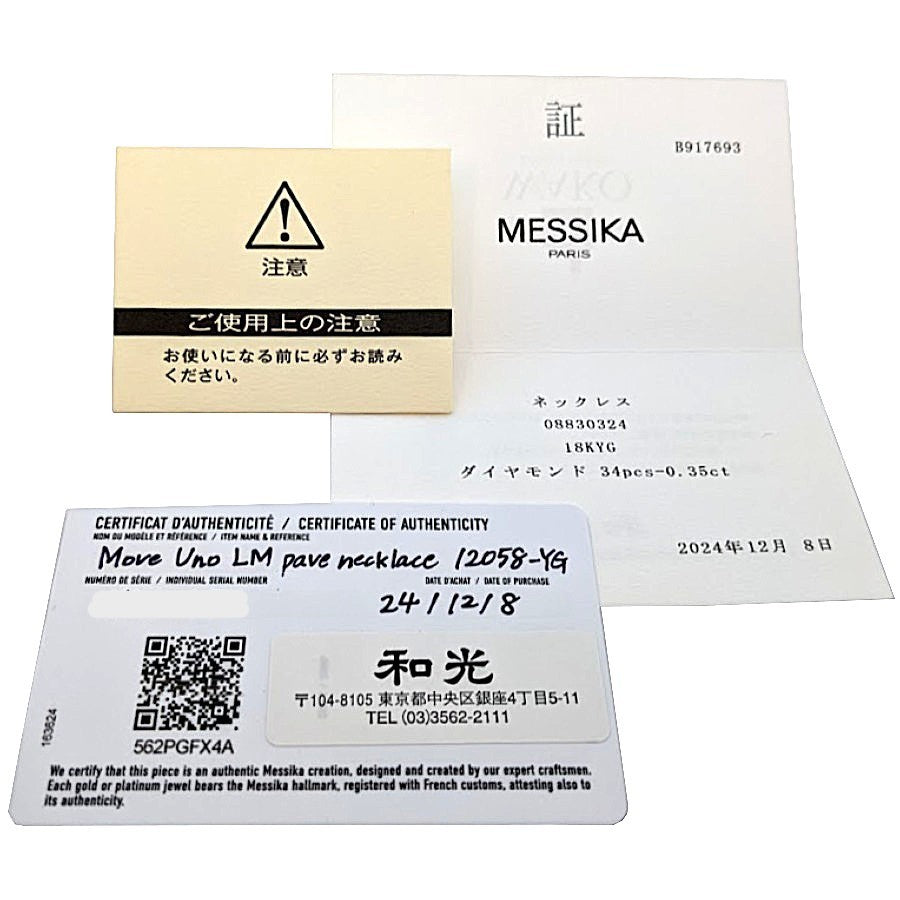 証
B917693
WAKO
MESSIKA
PARIS
注意
ご使用上の注意
お使いになる前に必ずお読み
ください。
ネックレス
08830324
18KYG
ダイヤモンド 34pcs-0.35ct
2024年12月 8日
CERTIFICAT D'AUTHENTICITÉ / CERTIFICATE OF AUTHENTICITY
NOM DU MODÈLE ET RÉFÉRENCE / ITEM NAME & REFERENCE
Move Uno LM pave necklace 12058-YG
NUMÉRO DE SÉRIE / INDIVIDUAL SERIAL NUMBER
DATE D'ACHAT / DATE OF PURCHASE
24/12/8
和光
〒104-8105 東京都中央区銀座4丁目5-11
TEL (03)3562-2111
562PGFX4A
163624
We certify that this piece is an authentic Messika creation, designed and created by our expert craftsmen.
Each gold or platinum jewel bears the Messika hallmark, registered with French customs, attesting also to
its authenticity.